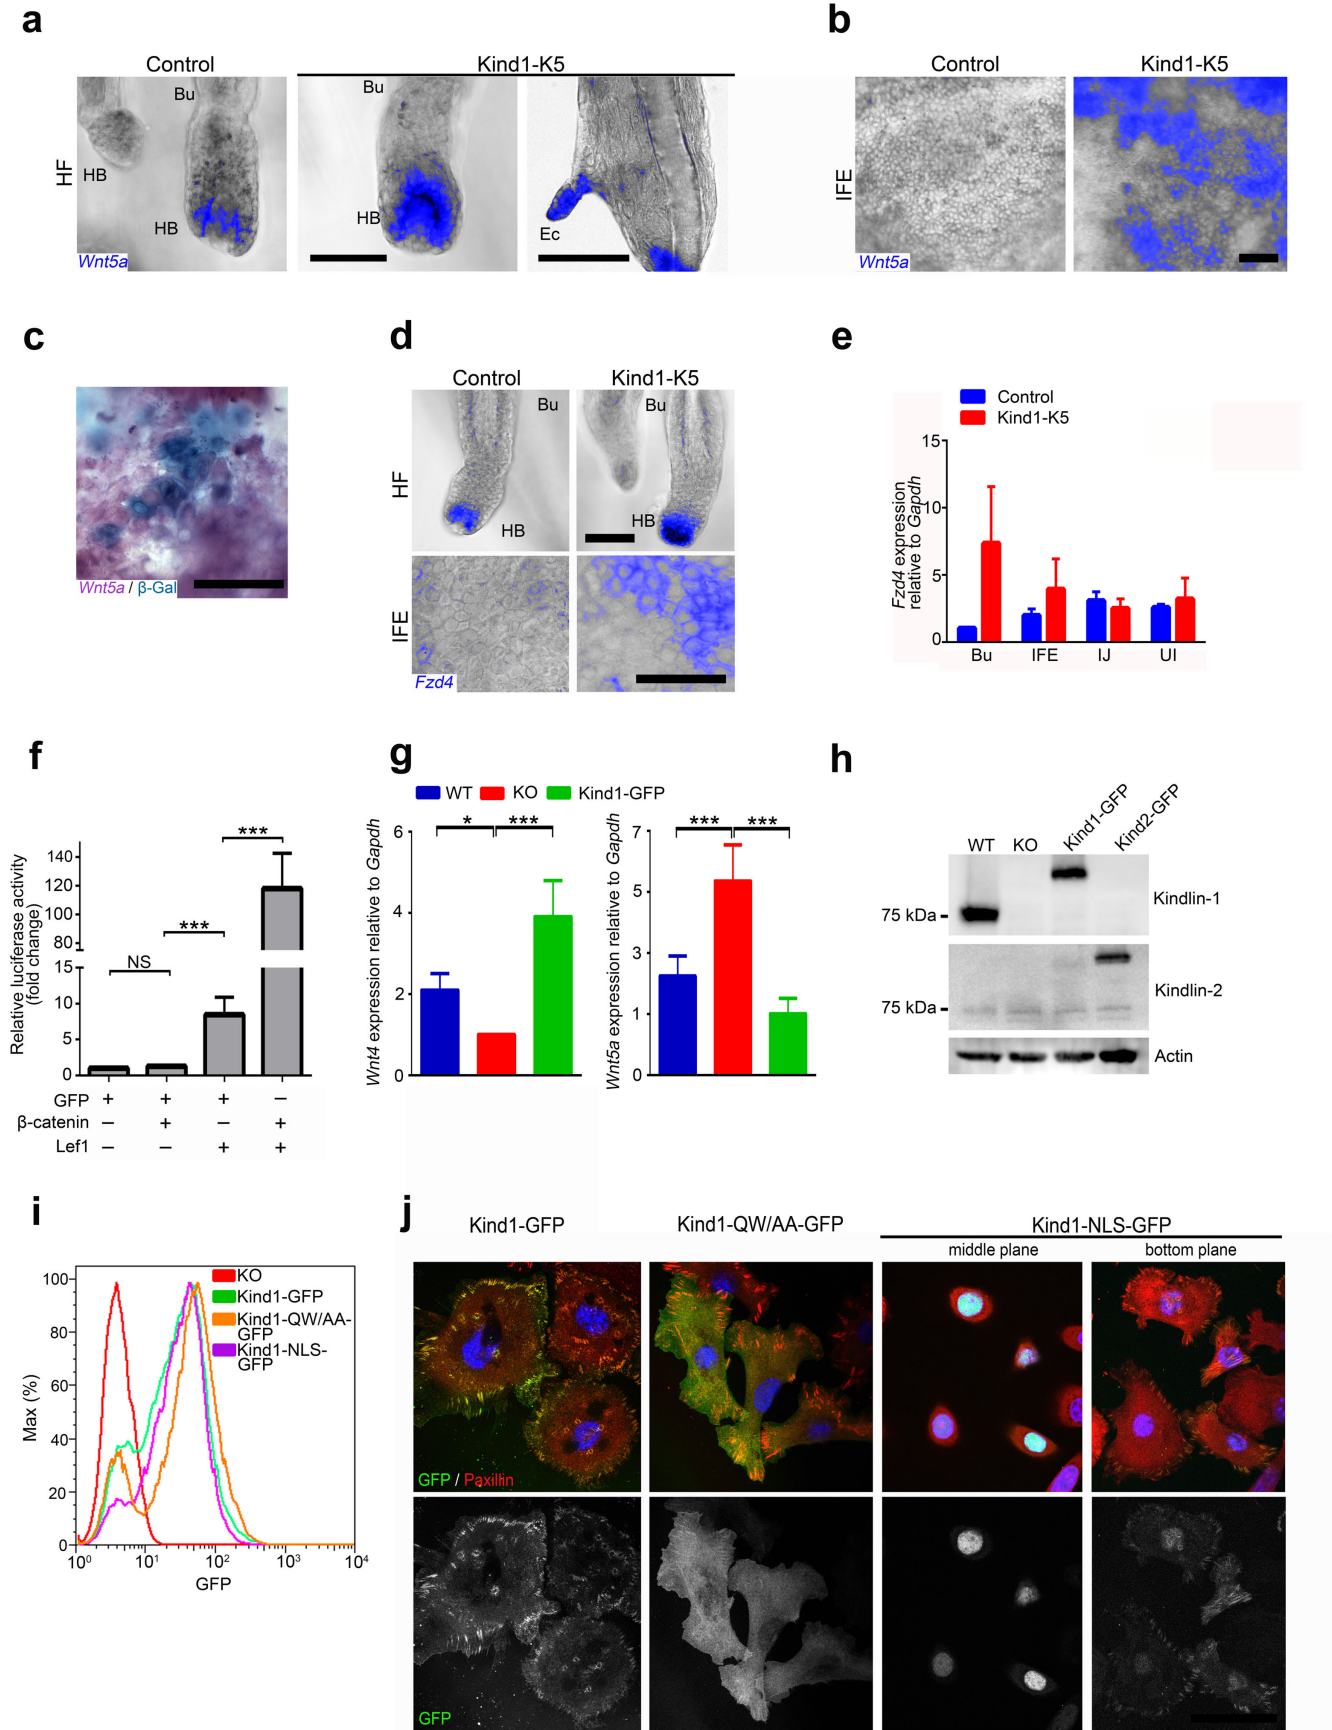 a
Control
Kind1-K5
HF
Bu
HB
HB
Wnt5a
Bu
HB
Ec
b
Control
Kind1-K5
IFE
Wnt5a
c
Wnt5a / β-Gal
d
Control
Kind1-K5
HF
Bu
HB
Bu
HB
IFE
Fzd4
e
Control
Kind1-K5
Fzd4 expression
relative to Gapdh
15
10
5
0
Bu IFE IJ UI
f
Relative luciferase activity
(fold change)
140
120
100
80
15
10
5
0
NS
***
***
GFP + + + −
β-catenin − + − +
Lef1 − − + +
g
WT KO Kind1-GFP
Wnt4 expression relative to Gapdh
6
4
2
0
* ***
Wnt5a expression relative to Gapdh
7
5
3
1
0
*** ***
h
WT KO Kind1-GFP Kind2-GFP
75 kDa
Kindlin-1
75 kDa
Kindlin-2
Actin
i
Max (%)
100
80
60
40
20
0
KO
Kind1-GFP
Kind1-QW/AA-
GFP
Kind1-NLS-
GFP
10⁰ 10¹ 10² 10³ 10⁴
GFP
j
Kind1-GFP
Kind1-QW/AA-GFP
Kind1-NLS-GFP
middle plane
bottom plane
GFP / Paxillin
GFP